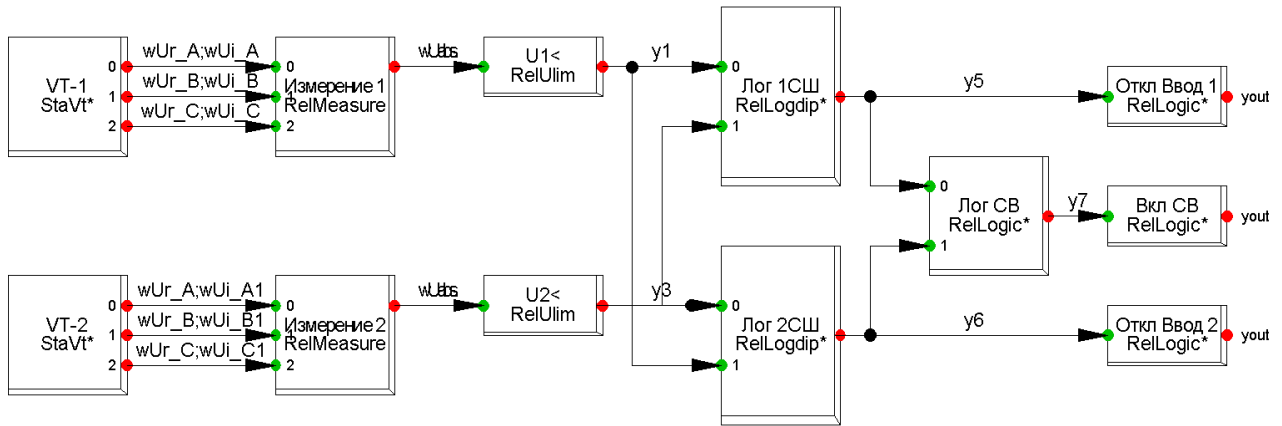 VT-1
StaVt*
0
1
2
wUr_A;wUi_A
wUr_B;wUi_B
wUr_C;wUi_C
0
1
2
Измерение 1
RelMeasure
wUabs
U1<
RelUlim
y1
0
1
Лог 1СШ
RelLogdip*
y5
Откл Ввод 1
RelLogic*
yout
0
1
Лог СВ
RelLogic*
y7
Вкл СВ
RelLogic*
yout
VT-2
StaVt*
0
1
2
wUr_A;wUi_A1
wUr_B;wUi_B1
wUr_C;wUi_C1
0
1
2
Измерение 2
RelMeasure
wUabs
U2<
RelUlim
y3
0
1
Лог 2СШ
RelLogdip*
y6
Откл Ввод 2
RelLogic*
yout